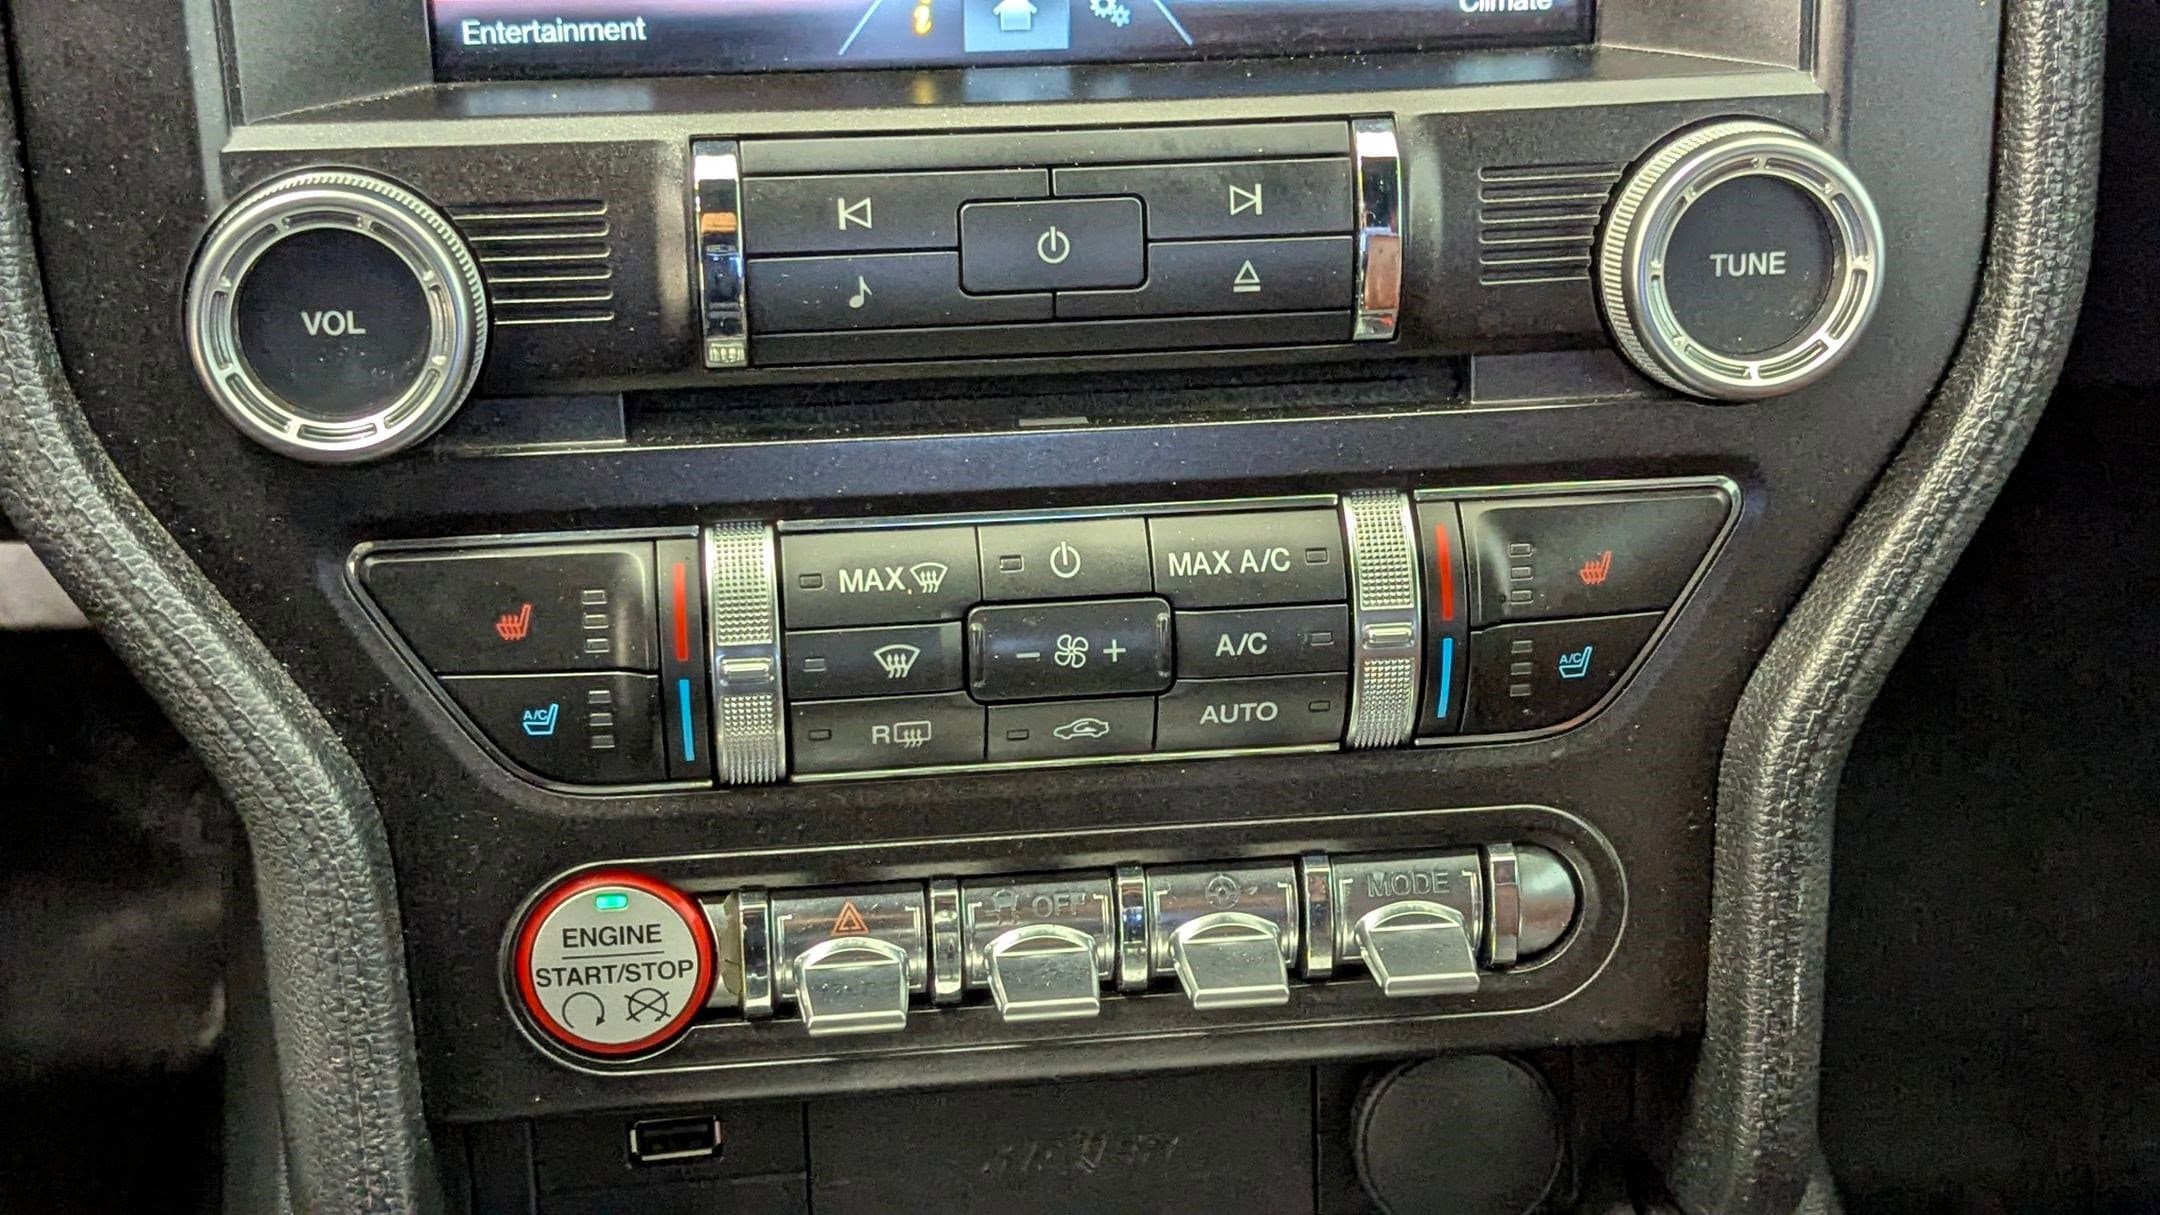 Entertainment
Climate
VOL
TUNE
MAX
MAX A/C
- +
A/C
R
AUTO
A/C
A/C
ENGINE
START/STOP
OFF
MODE